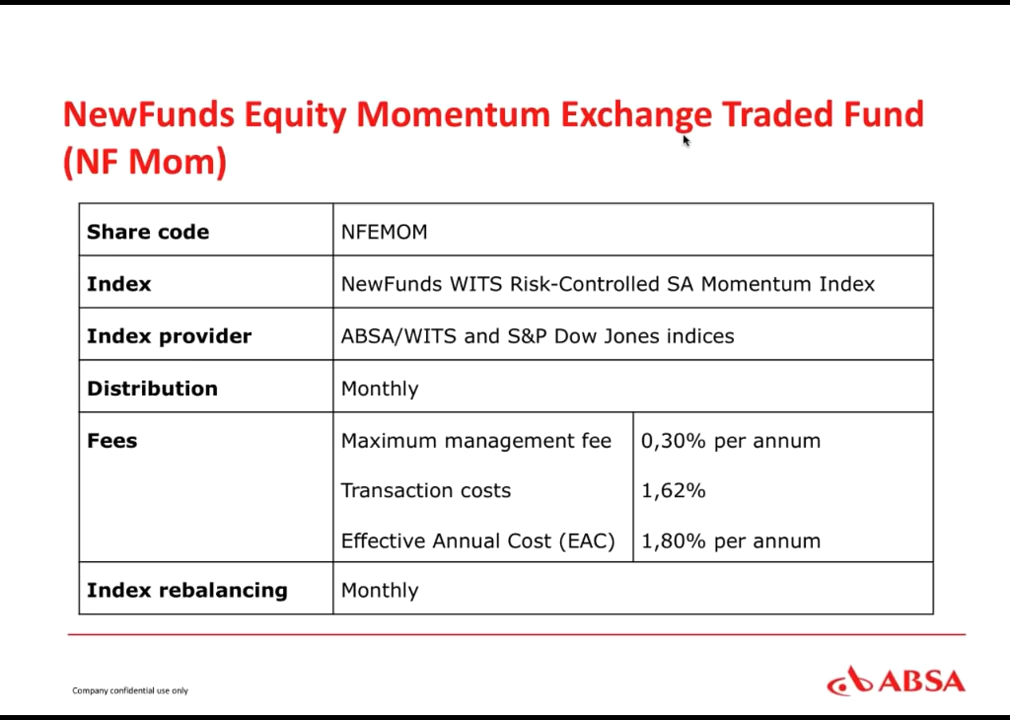 NewFunds Equity Momentum Exchange Traded Fund
(NF Mom)
Share code NFEMOM
Index NewFunds WITS Risk-Controlled SA Momentum Index
Index provider ABSA/WITS and S&P Dow Jones indices
Distribution Monthly
Fees Maximum management fee 0,30% per annum
Transaction costs 1,62%
Effective Annual Cost (EAC) 1,80% per annum
Index rebalancing Monthly
Company confidential use only
ABSA